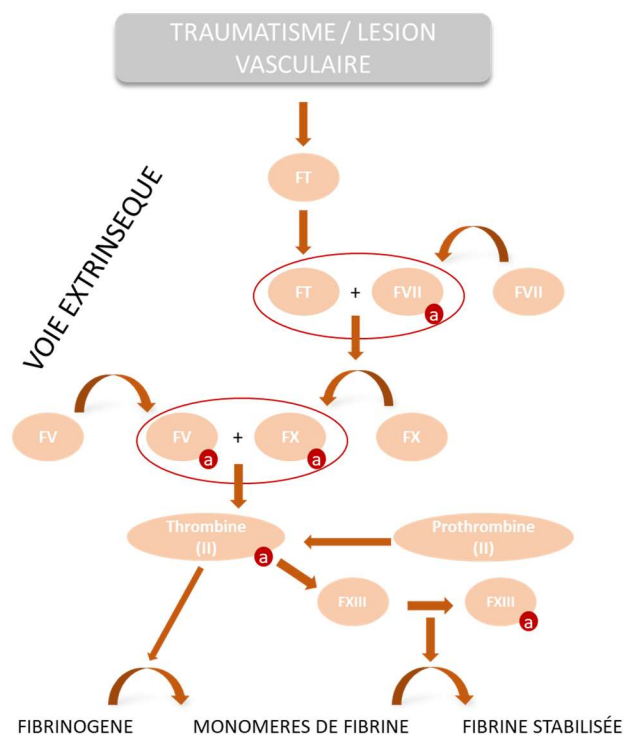 TRAUMATISME / LESION
VASCULAIRE
FT
VOIE EXTRINSEQUE
FT + FVII a FVII
FV FV a + FX a FX
Thrombine
(II) a
Prothrombine
(II)
FXIII FXIII a
FIBRINOGENE MONOMERES DE FIBRINE FIBRINE STABILISÉE